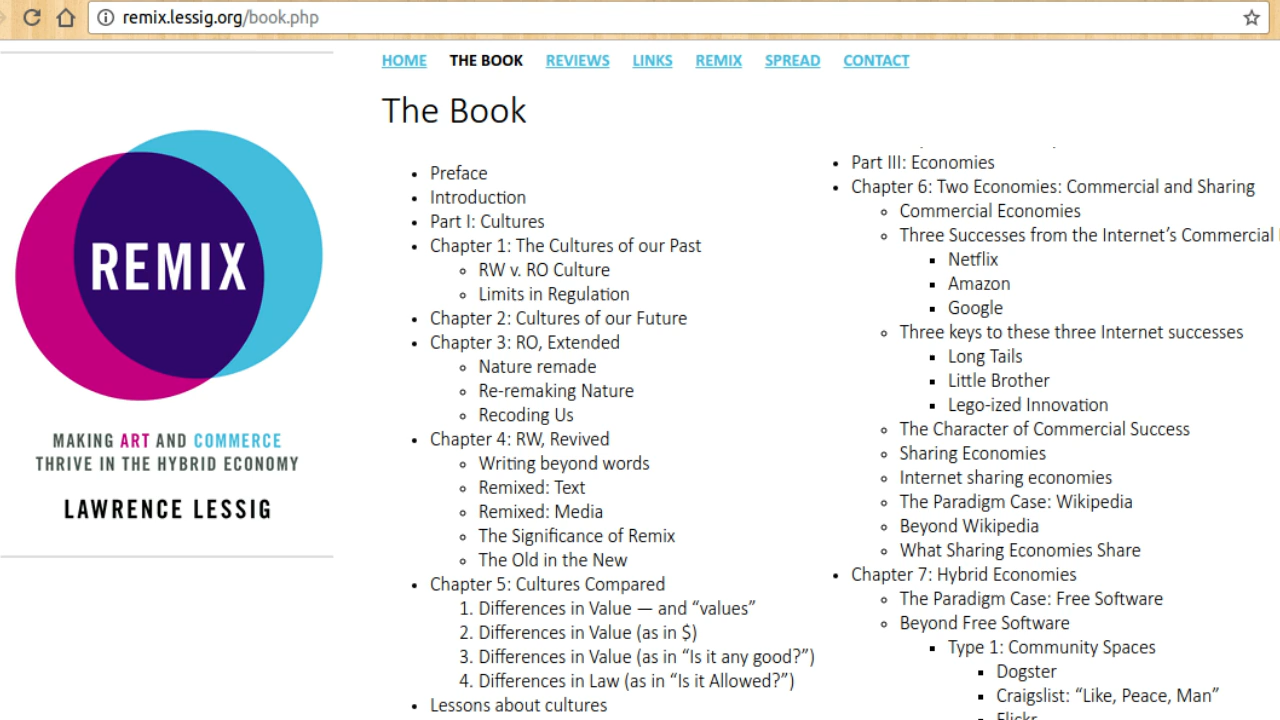 remix.lessig.org/book.php
HOME THE BOOK REVIEWS LINKS REMIX SPREAD CONTACT
The Book
REMIX
MAKING ART AND COMMERCE
THRIVE IN THE HYBRID ECONOMY
LAWRENCE LESSIG
Preface
Introduction
Part I: Cultures
Chapter 1: The Cultures of our Past
RW v. RO Culture
Limits in Regulation
Chapter 2: Cultures of our Future
Chapter 3: RO, Extended
Nature remade
Re-remaking Nature
Recoding Us
Chapter 4: RW, Revived
Writing beyond words
Remixed: Text
Remixed: Media
The Significance of Remix
The Old in the New
Chapter 5: Cultures Compared
1. Differences in Value — and “values”
2. Differences in Value (as in $)
3. Differences in Value (as in “Is it any good?”)
4. Differences in Law (as in “Is it Allowed?”)
Lessons about cultures
Part III: Economies
Chapter 6: Two Economies: Commercial and Sharing
Commercial Economies
Three Successes from the Internet’s Commercial
Netflix
Amazon
Google
Three keys to these three Internet successes
Long Tails
Little Brother
Lego-ized Innovation
The Character of Commercial Success
Sharing Economies
Internet sharing economies
The Paradigm Case: Wikipedia
Beyond Wikipedia
What Sharing Economies Share
Chapter 7: Hybrid Economies
The Paradigm Case: Free Software
Beyond Free Software
Type 1: Community Spaces
Dogster
Craigslist: “Like, Peace, Man”